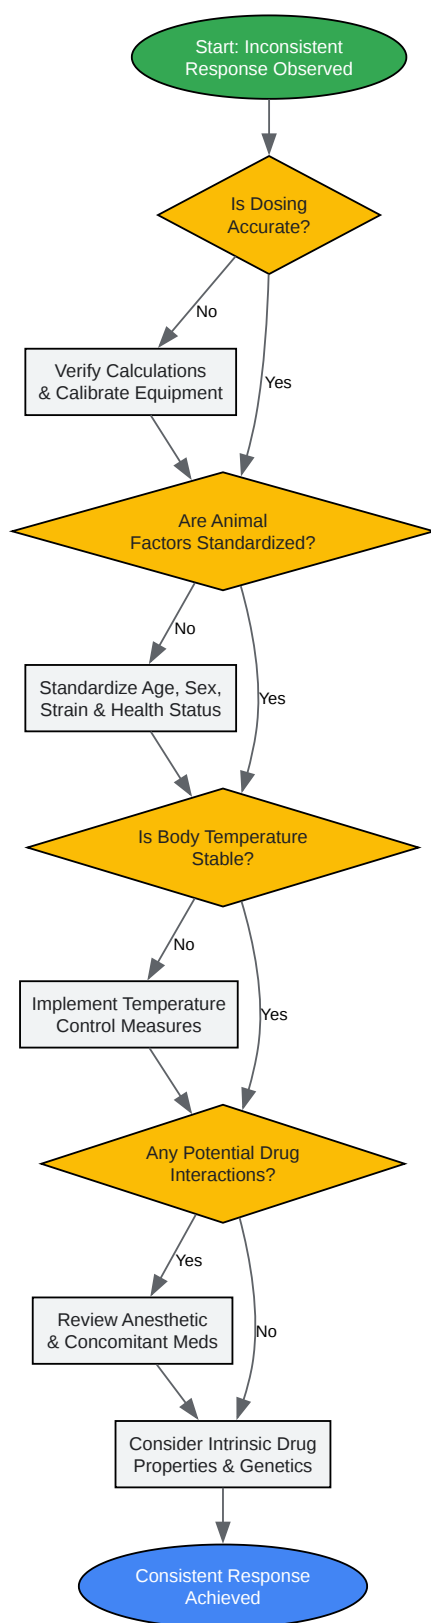 Start: Inconsistent
Response Observed
Is Dosing
Accurate?
No
Yes
Verify Calculations
& Calibrate Equipment
Are Animal
Factors Standardized?
No
Yes
Standardize Age, Sex,
Strain & Health Status
Is Body Temperature
Stable?
No
Yes
Implement Temperature
Control Measures
Any Potential Drug
Interactions?
Yes
No
Review Anesthetic
& Concomitant Meds
Consider Intrinsic Drug
Properties & Genetics
Consistent Response
Achieved